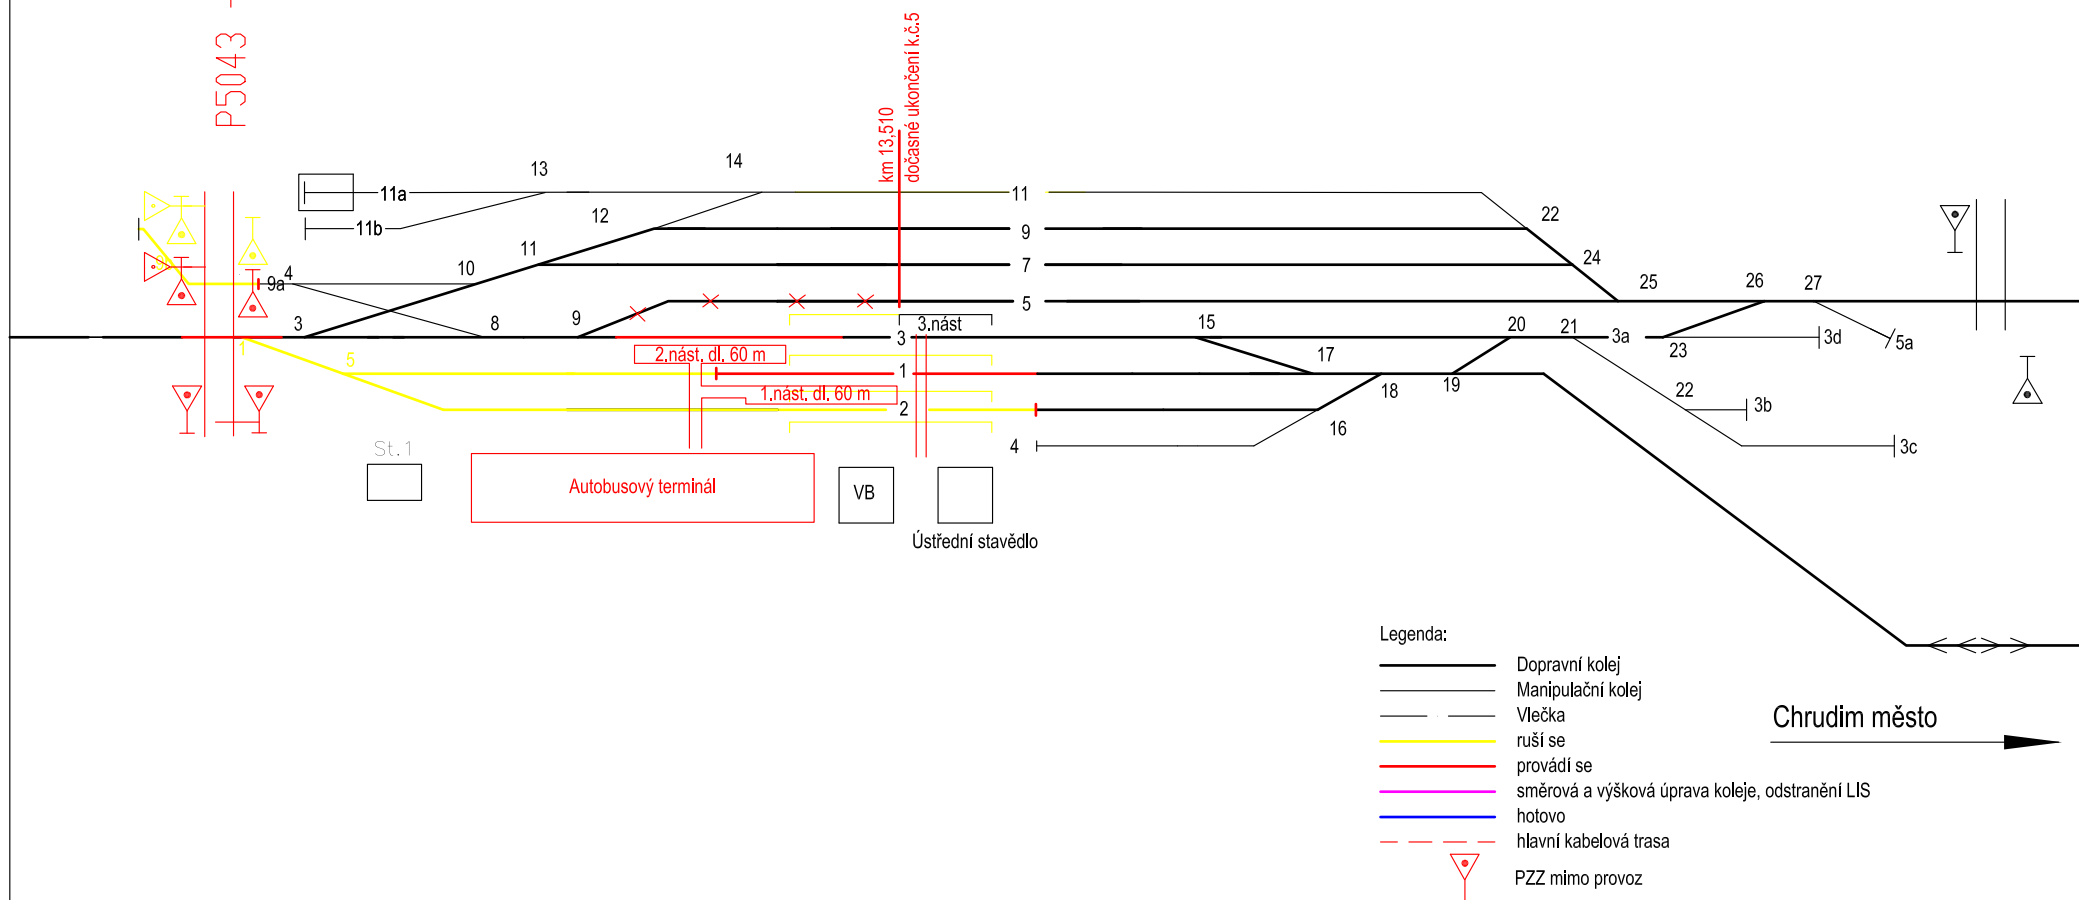 P5043 -
km 13,510
dočasné ukončení k.č.5
13
14
11a
11
11b
12
22
9
11
7
24
10
4
9a
25
26
27
5
3
8
9
3.nást
3
15
20
21
3a
23
3d
5a
1
5
2.nást. dl. 60 m
17
1
1.nást. dl. 60 m
18
19
22
3b
2
16
4
3c
St.1
Autobusový terminál
VB
Ústřední stavědlo
Legenda:
Dopravní kolej
Manipulační kolej
Vlečka
ruší se
provádí se
směrová a výšková úprava koleje, odstranění LIS
hotovo
hlavní kabelová trasa
PZZ mimo provoz
Chrudim město